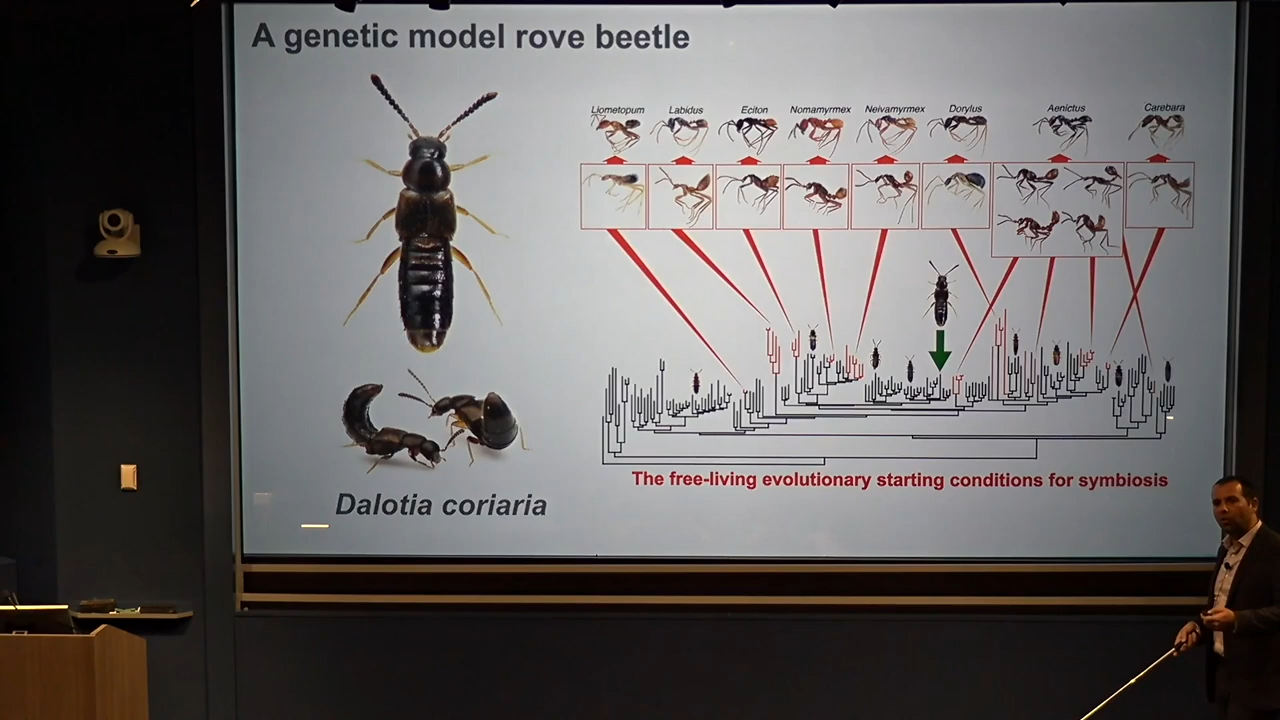 A genetic model rove beetle
Liometopum Labidus Eciton Nomamyrmex Neivamyrmex Dorylus Aenictus Carebara
The free-living evolutionary starting conditions for symbiosis
Dalotia coriaria